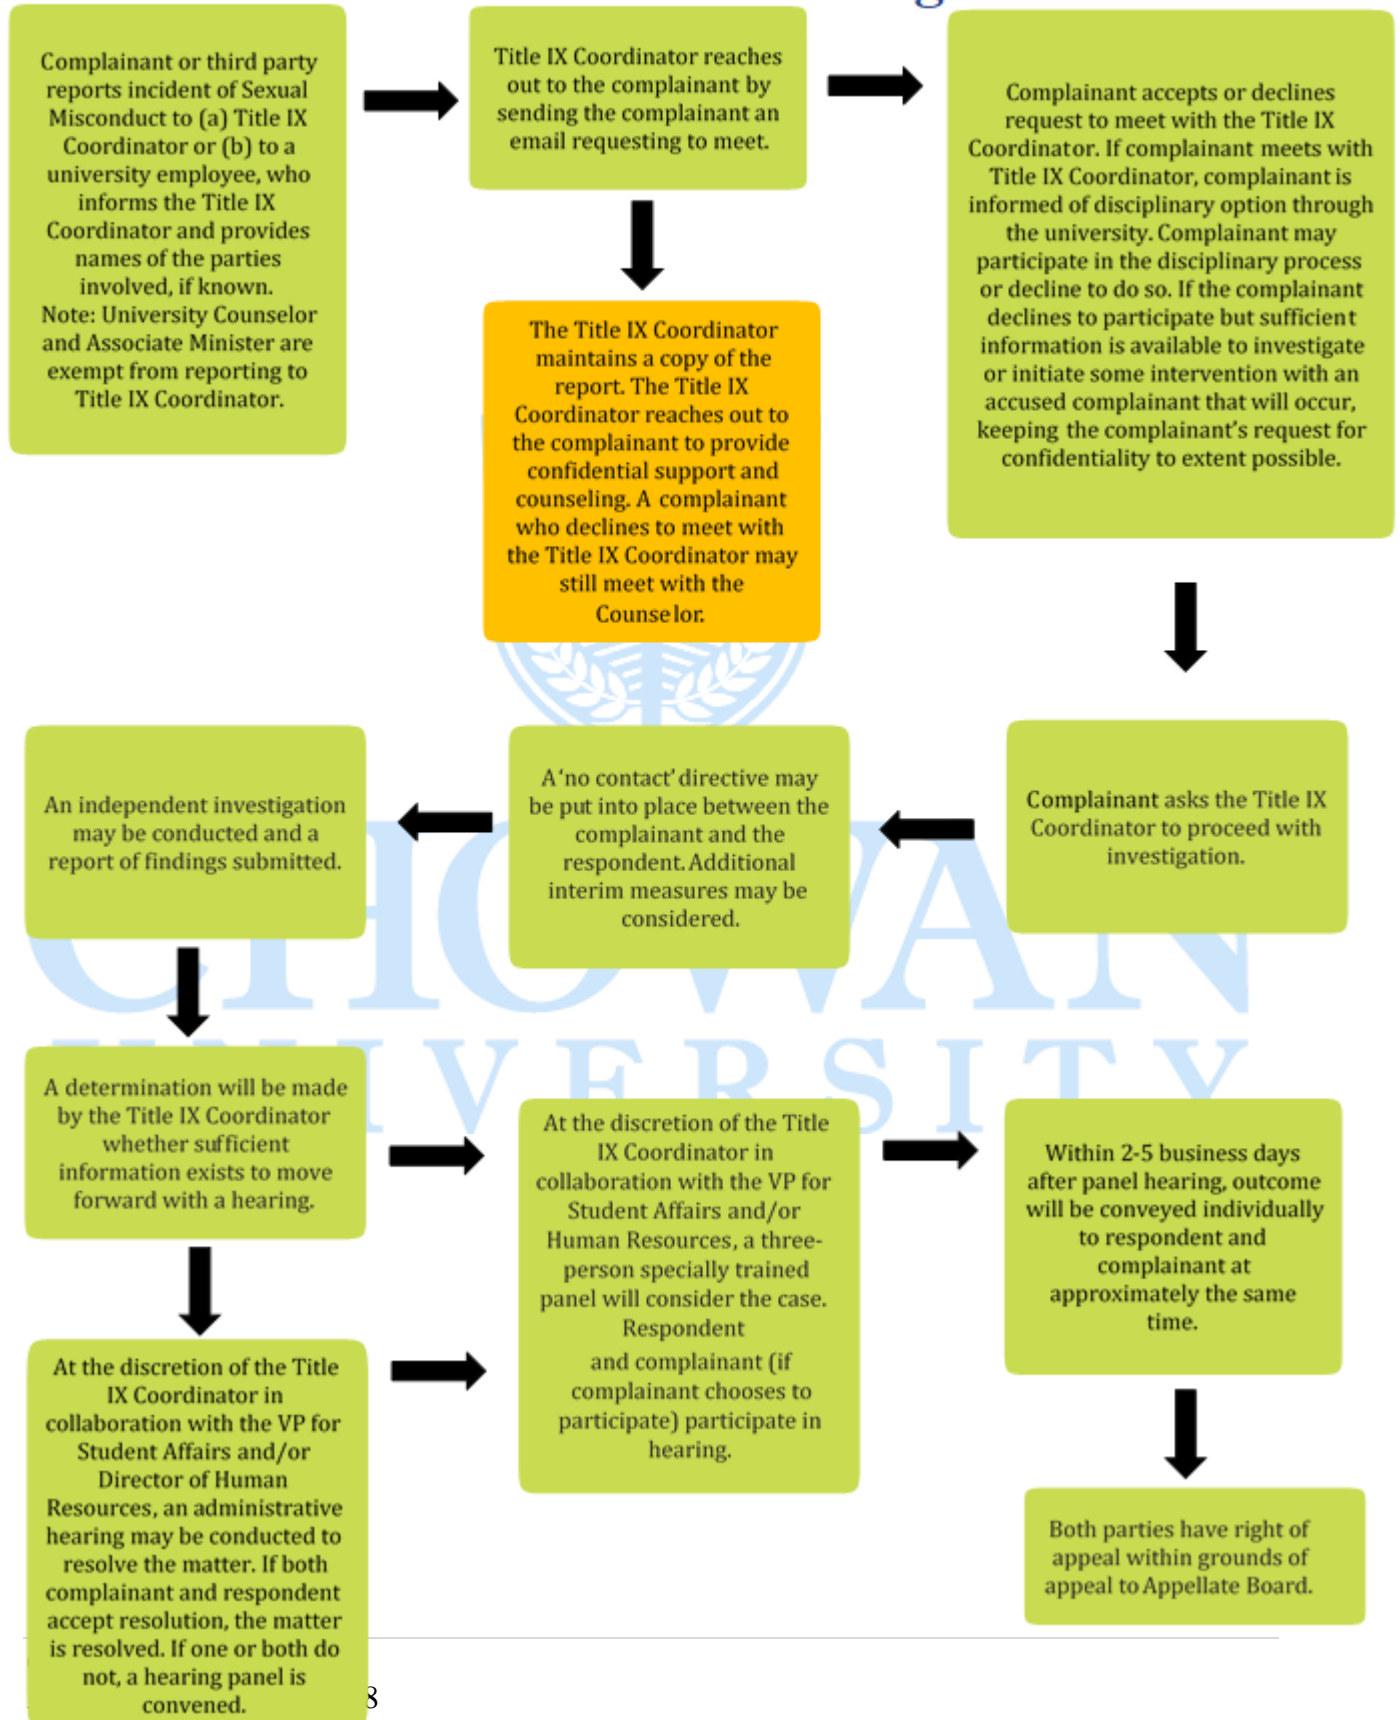 g
Complainant or third party
reports incident of Sexual
Misconduct to (a) Title IX
Coordinator or (b) to a
university employee, who
informs the Title IX
Coordinator and provides
names of the parties
involved, if known.
Note: University Counselor
and Associate Minister are
exempt from reporting to
Title IX Coordinator.
Title IX Coordinator reaches
out to the complainant by
sending the complainant an
email requesting to meet.
The Title IX Coordinator
maintains a copy of the
report. The Title IX
Coordinator reaches out to
the complainant to provide
confidential support and
counseling. A complainant
who declines to meet with
the Title IX Coordinator may
still meet with the
Counselor.
Complainant accepts or declines
request to meet with the Title IX
Coordinator. If complainant meets with
Title IX Coordinator, complainant is
informed of disciplinary option through
the university. Complainant may
participate in the disciplinary process
or decline to do so. If the complainant
declines to participate but sufficient
information is available to investigate
or initiate some intervention with an
accused complainant that will occur,
keeping the complainant's request for
confidentiality to extent possible.
Complainant asks the Title IX
Coordinator to proceed with
investigation.
A 'no contact' directive may
be put into place between the
complainant and the
respondent. Additional
interim measures may be
considered.
An independent investigation
may be conducted and a
report of findings submitted.
CHOWAN
UNIVERSITY
A determination will be made
by the Title IX Coordinator
whether sufficient
information exists to move
forward with a hearing.
At the discretion of the Title
IX Coordinator in
collaboration with the VP for
Student Affairs and/or
Director of Human
Resources, an administrative
hearing may be conducted to
resolve the matter. If both
complainant and respondent
accept resolution, the matter
is resolved. If one or both do
not, a hearing panel is
convened.
At the discretion of the Title
IX Coordinator in
collaboration with the VP for
Student Affairs and/or
Human Resources, a three-
person specially trained
panel will consider the case.
Respondent
and complainant (if
complainant chooses to
participate) participate in
hearing.
Within 2-5 business days
after panel hearing, outcome
will be conveyed individually
to respondent and
complainant at
approximately the same
time.
Both parties have right of
appeal within grounds of
appeal to Appellate Board.
8